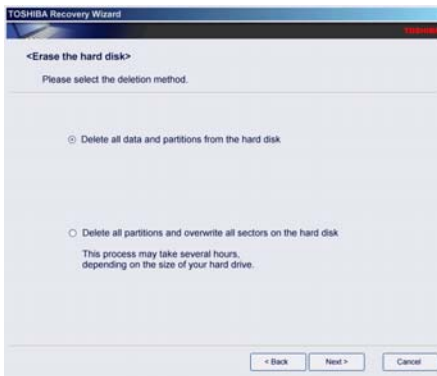 TOSHIBA Recovery Wizard
TOSHIBA
<Erase the hard disk>
Please select the deletion method.
Delete all data and partitions from the hard disk
Delete all partitions and overwrite all sectors on the hard disk
This process may take several hours,
depending on the size of your hard drive.
< Back Next > Cancel